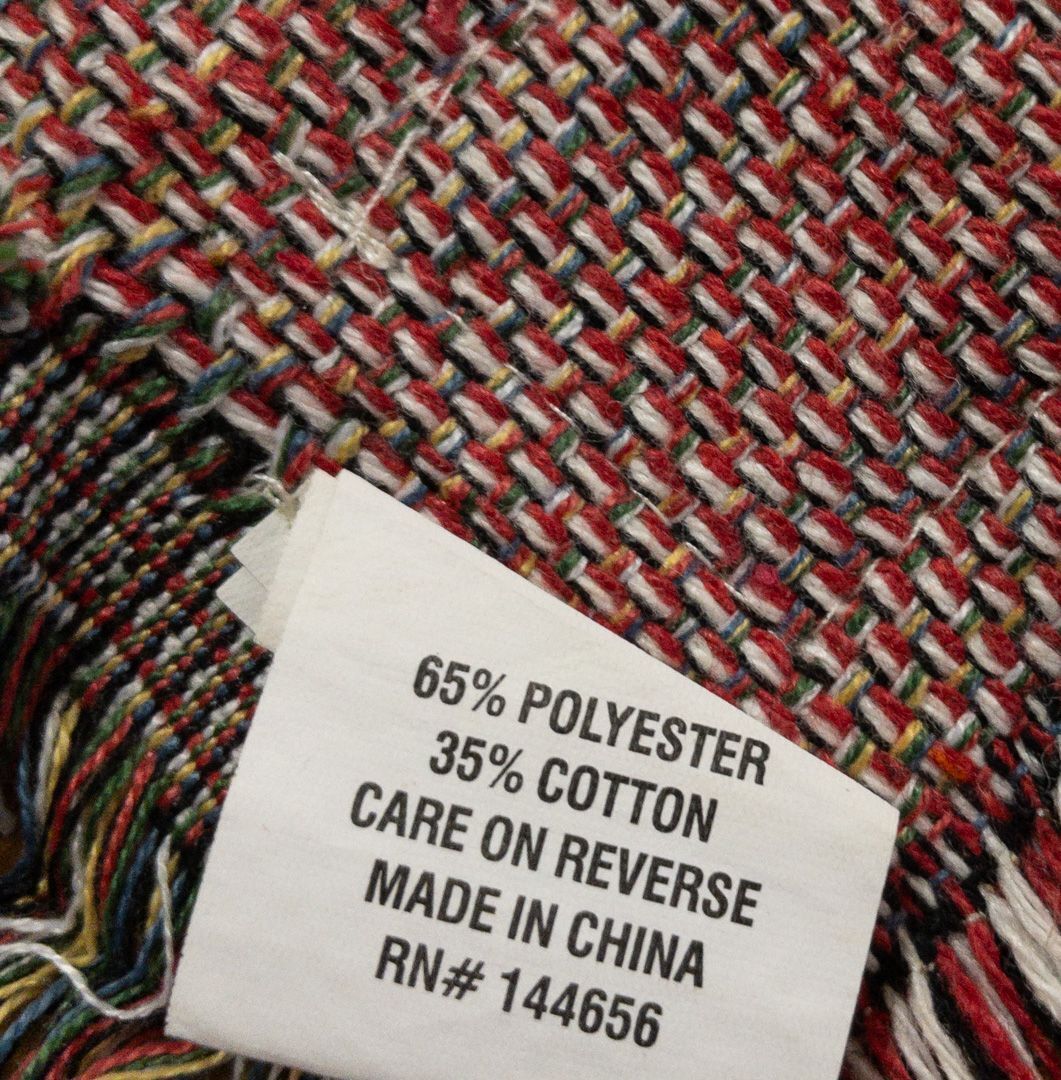 65% POLYESTER
35% COTTON
CARE ON REVERSE
MADE IN CHINA
RN# 144656